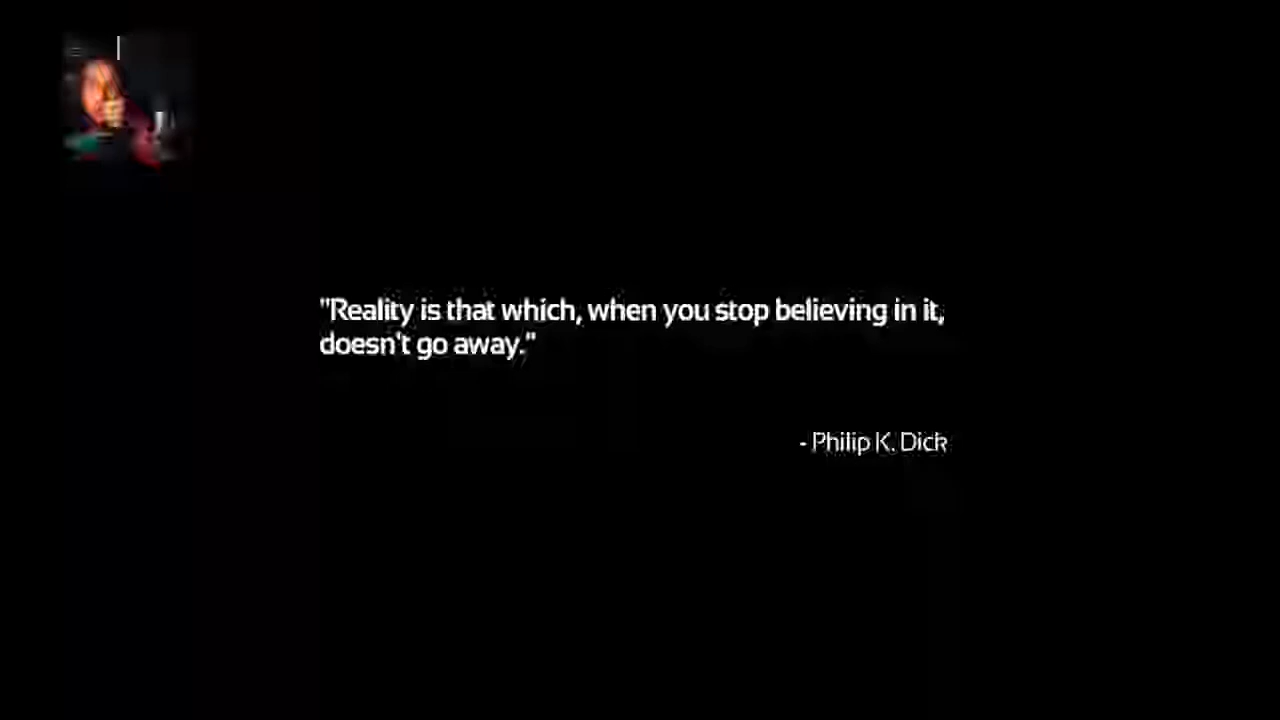 "Reality is that which, when you stop believing in it,
doesn't go away."
- Philip K. Dick